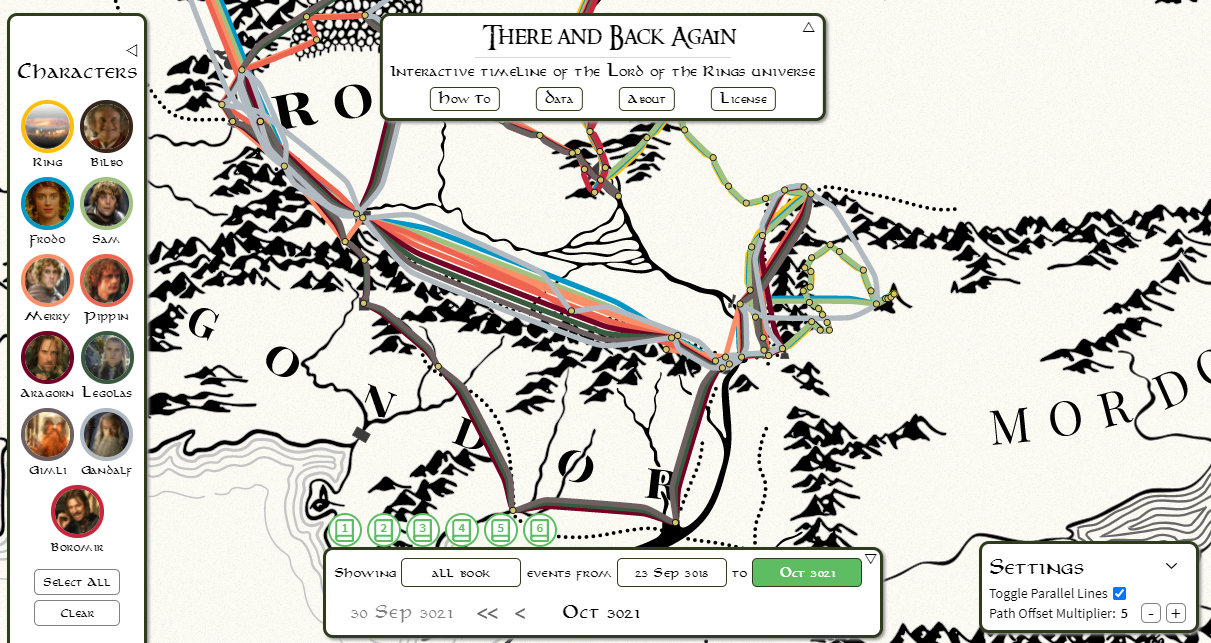 There and Back Again
Interactive timeline of the Lord of the Rings universe
How To
Data
About
License
Characters
Ring
Bilbo
Frodo
Sam
Merry
Pippin
Aragorn
Legolas
Gimli
Gandalf
Boromir
Select All
Clear
RO
GONDOR
MORDO
1 2 3 4 5 6
Showing all book events from 23 Sep 3018 to Oct 3021
30 Sep 3021 << < Oct 3021
Settings
Toggle Parallel Lines
Path Offset Multiplier: 5 - +